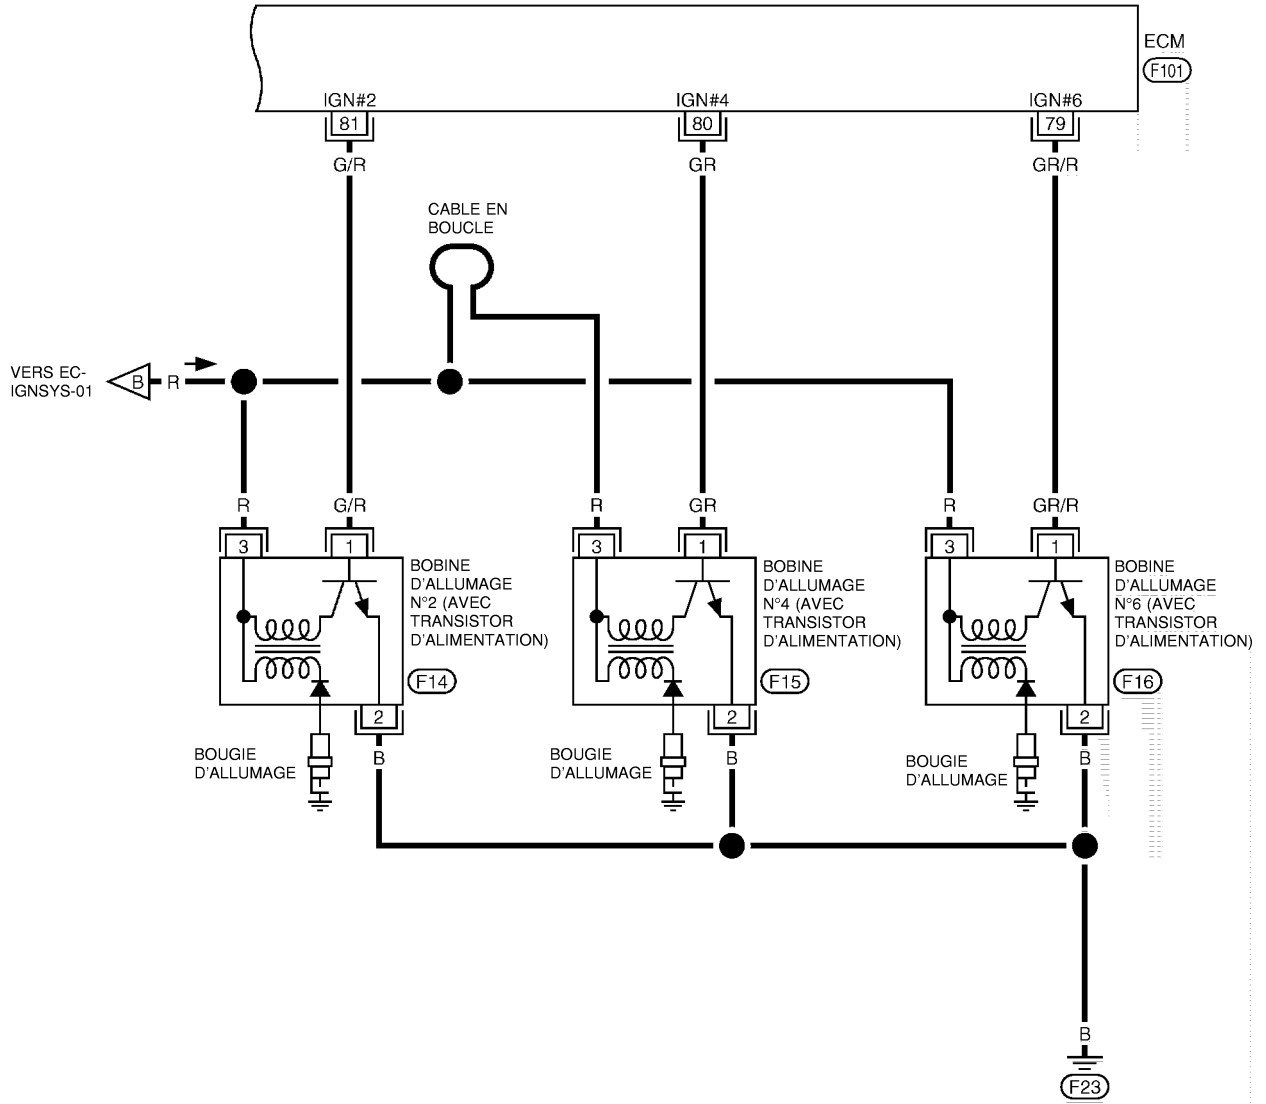 ECM
F101
IGN#2
IGN#4
IGN#6
81
80
79
G/R
GR
GR/R
CABLE EN
BOUCLE
VERS EC-
IGNSYS-01
B
R
R
G/R
R
GR
R
GR/R
3
1
3
1
3
1
BOBINE
D'ALLUMAGE
N°2 (AVEC
TRANSISTOR
D'ALIMENTATION)
F14
BOBINE
D'ALLUMAGE
N°4 (AVEC
TRANSISTOR
D'ALIMENTATION)
F15
BOBINE
D'ALLUMAGE
N°6 (AVEC
TRANSISTOR
D'ALIMENTATION)
F16
2
2
2
BOUGIE
D'ALLUMAGE
B
BOUGIE
D'ALLUMAGE
B
BOUGIE
D'ALLUMAGE
B
B
F23